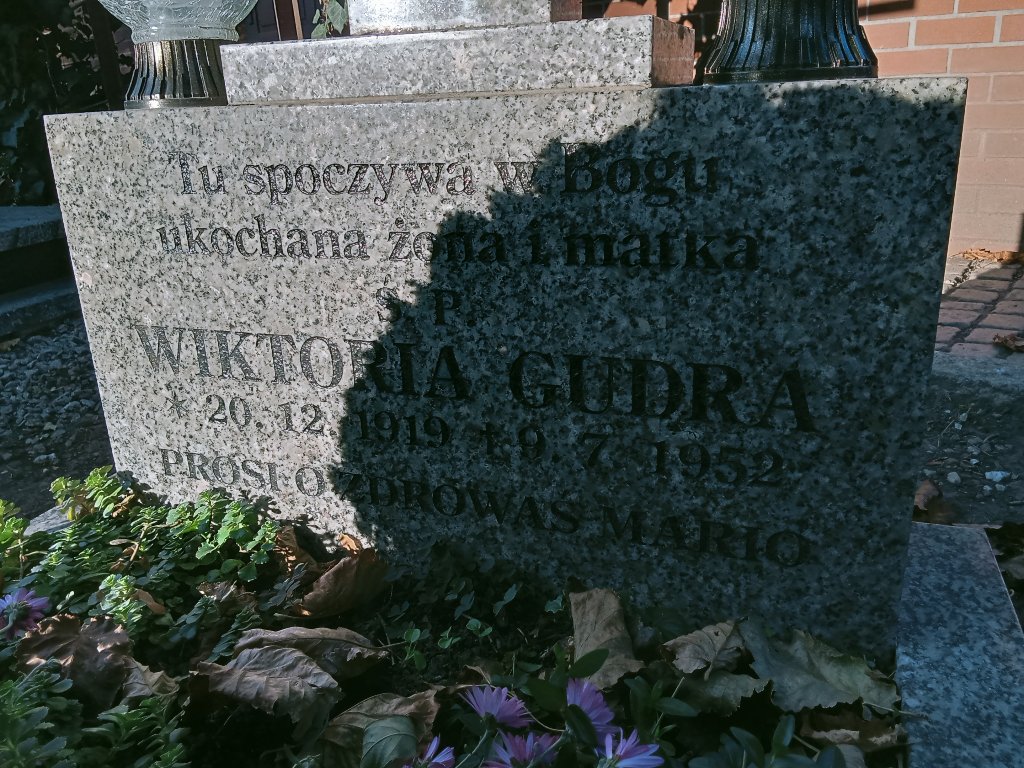 Tu spoczywa w Bogu
ukochana żona i matka
Ś. P.
WIKTORIA GUDRA
* 20. 12. 1919 † 9. 7. 1952
PROSI O ZDROWAŚ MARIO